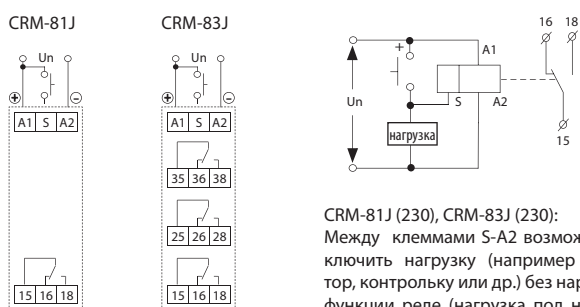 CRM-81J
CRM-83J
Un
Un
+
-
+
-
A1 S A2
A1 S A2
35 36 38
25 26 28
15 16 18
15 16 18
16 18
+
A1
Un
S
A2
нагрузка
15
CRM-81J (230), CRM-83J (230):
Между клеммами S-A2
ключить нагрузку (например
тор, контрольку или др.) без
функции реле (нагрузка под